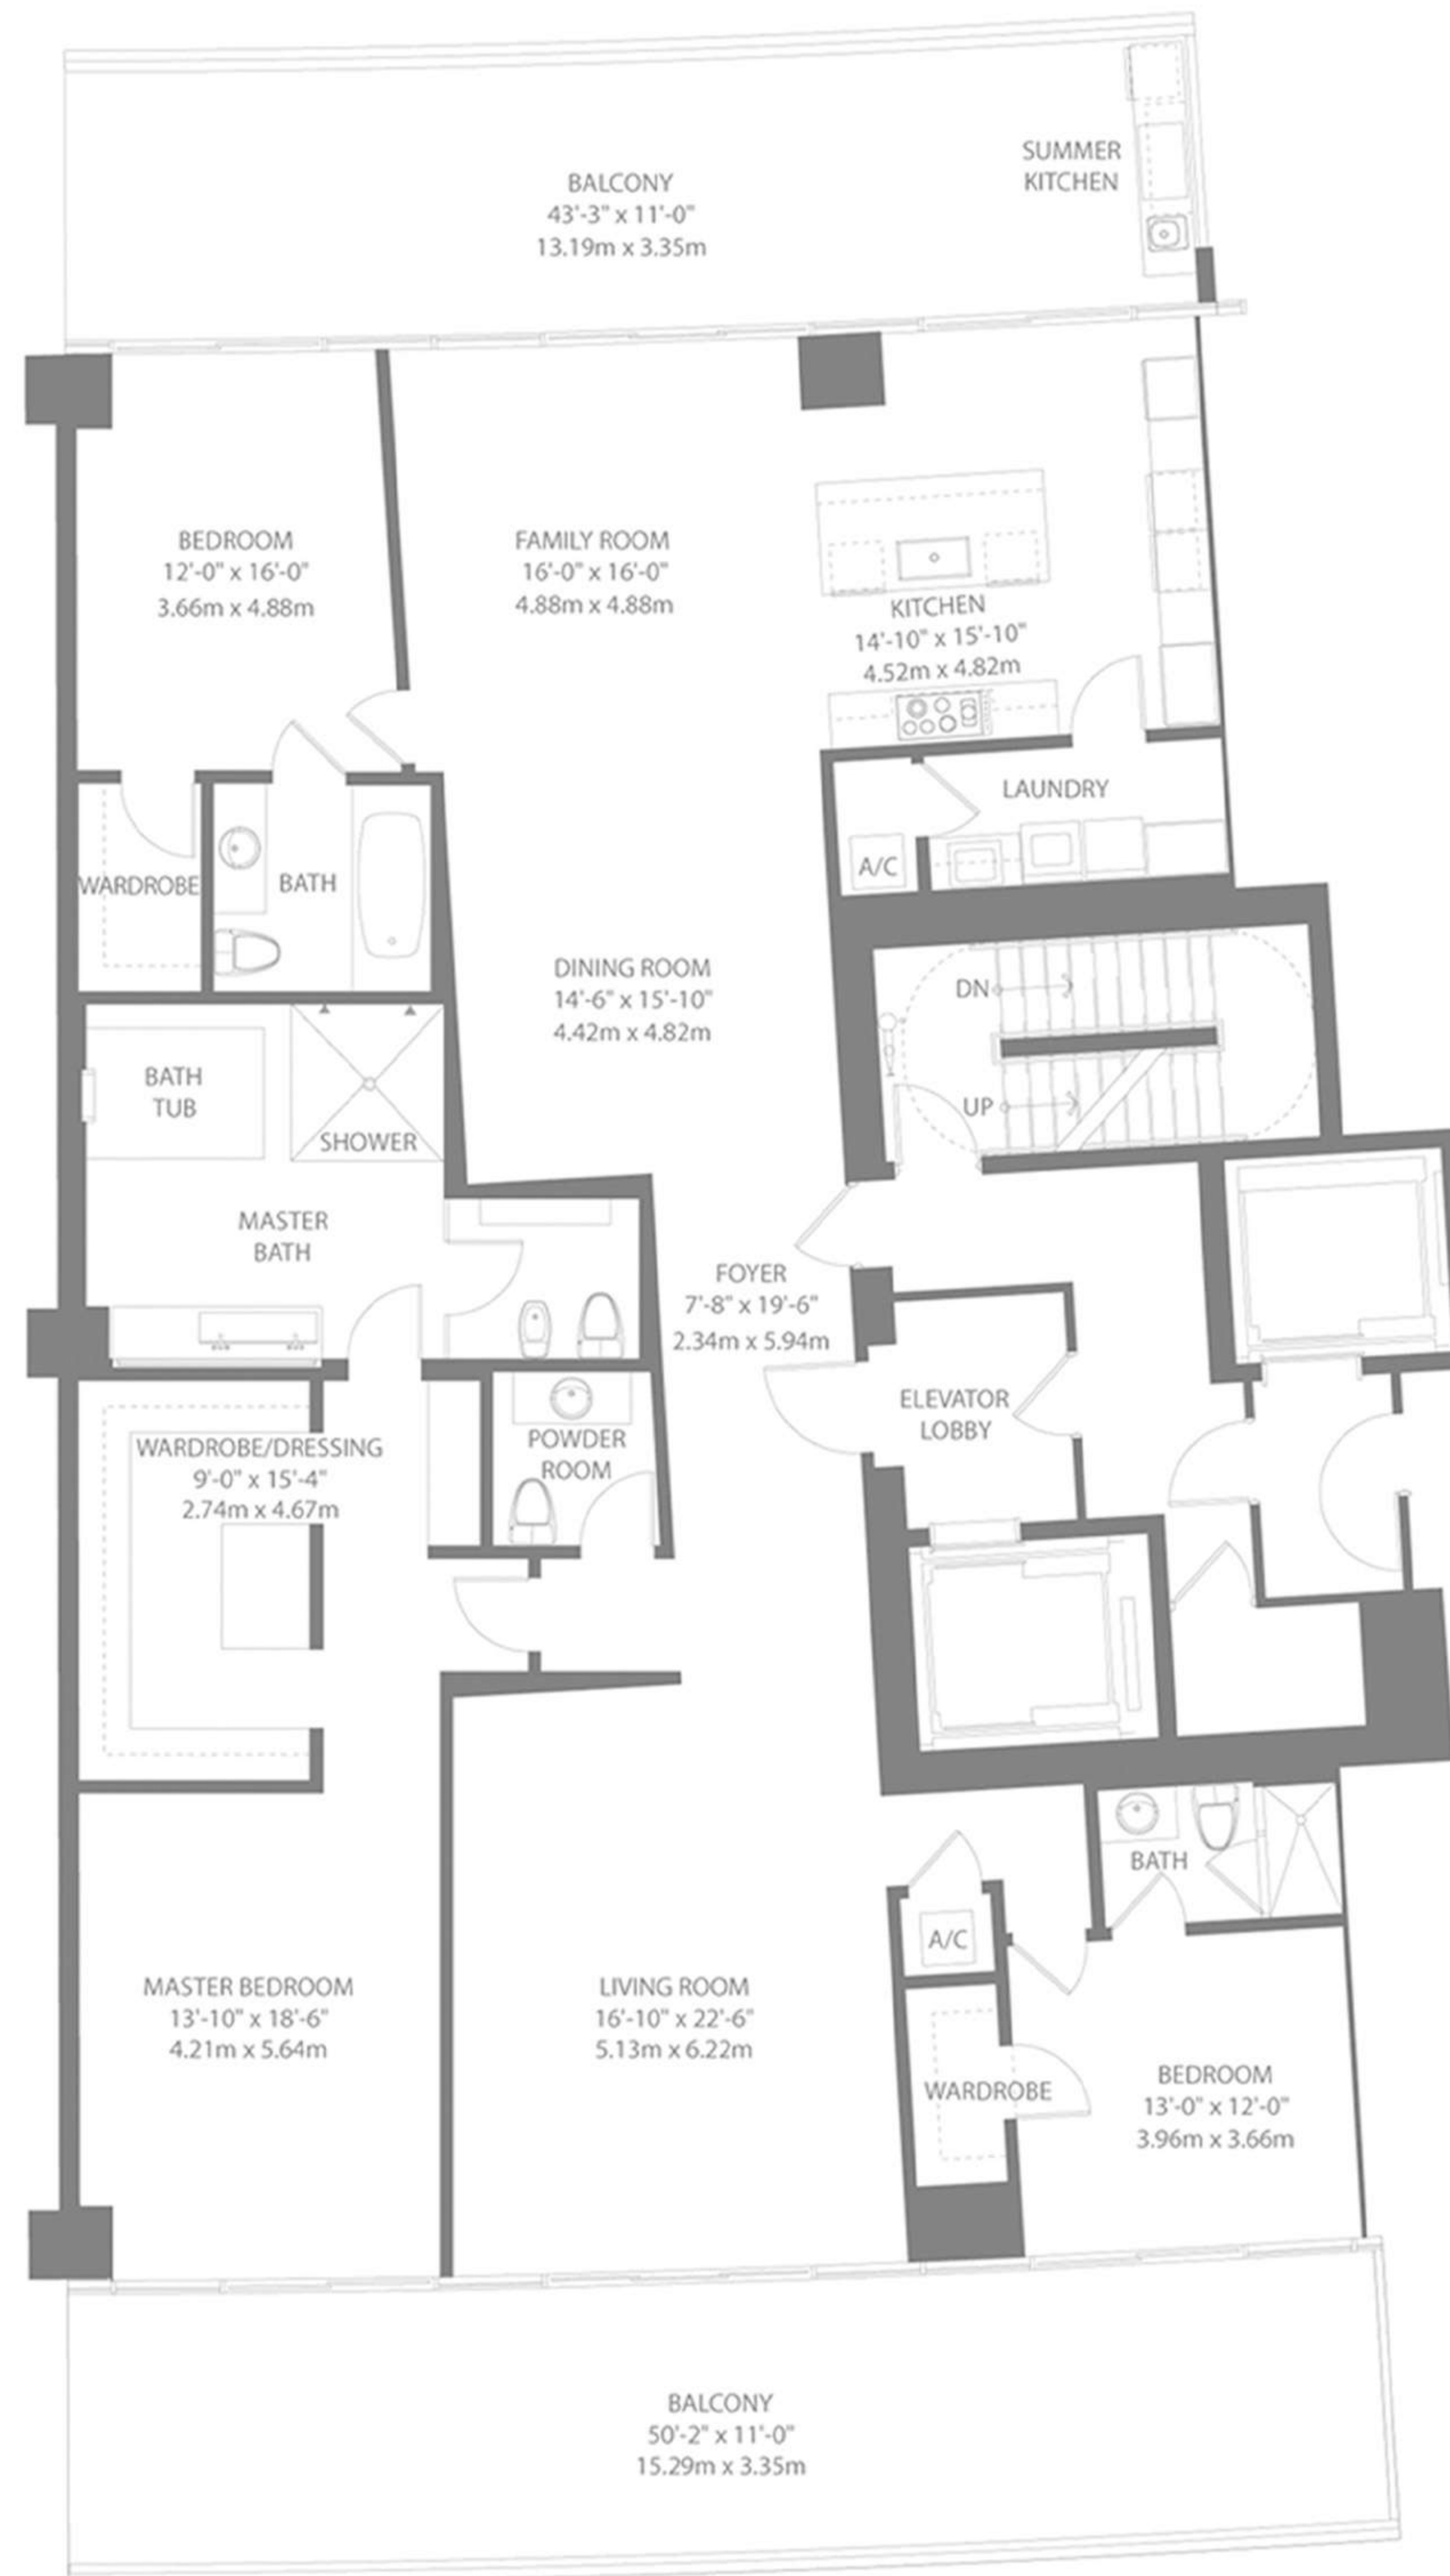 SUMMER
KITCHEN
BALCONY
43'-3" x 11'-0"
13.19m x 3.35m
BEDROOM
12'-0" x 16'-0"
3.66m x 4.88m
FAMILY ROOM
16'-0" x 16'-0"
4.88m x 4.88m
KITCHEN
14'-10" x 15'-10"
4.52m x 4.82m
LAUNDRY
A/C
WARDROBE
BATH
DINING ROOM
14'-6" x 15'-10"
4.42m x 4.82m
DN
UP
BATH
TUB
SHOWER
MASTER
BATH
FOYER
7'-8" x 19'-6"
2.34m x 5.94m
ELEVATOR
LOBBY
WARDROBE/DRESSING
9'-0" x 15'-4"
2.74m x 4.67m
POWDER
ROOM
BATH
A/C
MASTER BEDROOM
13'-10" x 18'-6"
4.21m x 5.64m
LIVING ROOM
16'-10" x 22'-6"
5.13m x 6.22m
WARDROBE
BEDROOM
13'-0" x 12'-0"
3.96m x 3.66m
BALCONY
50'-2" x 11'-0"
15.29m x 3.35m